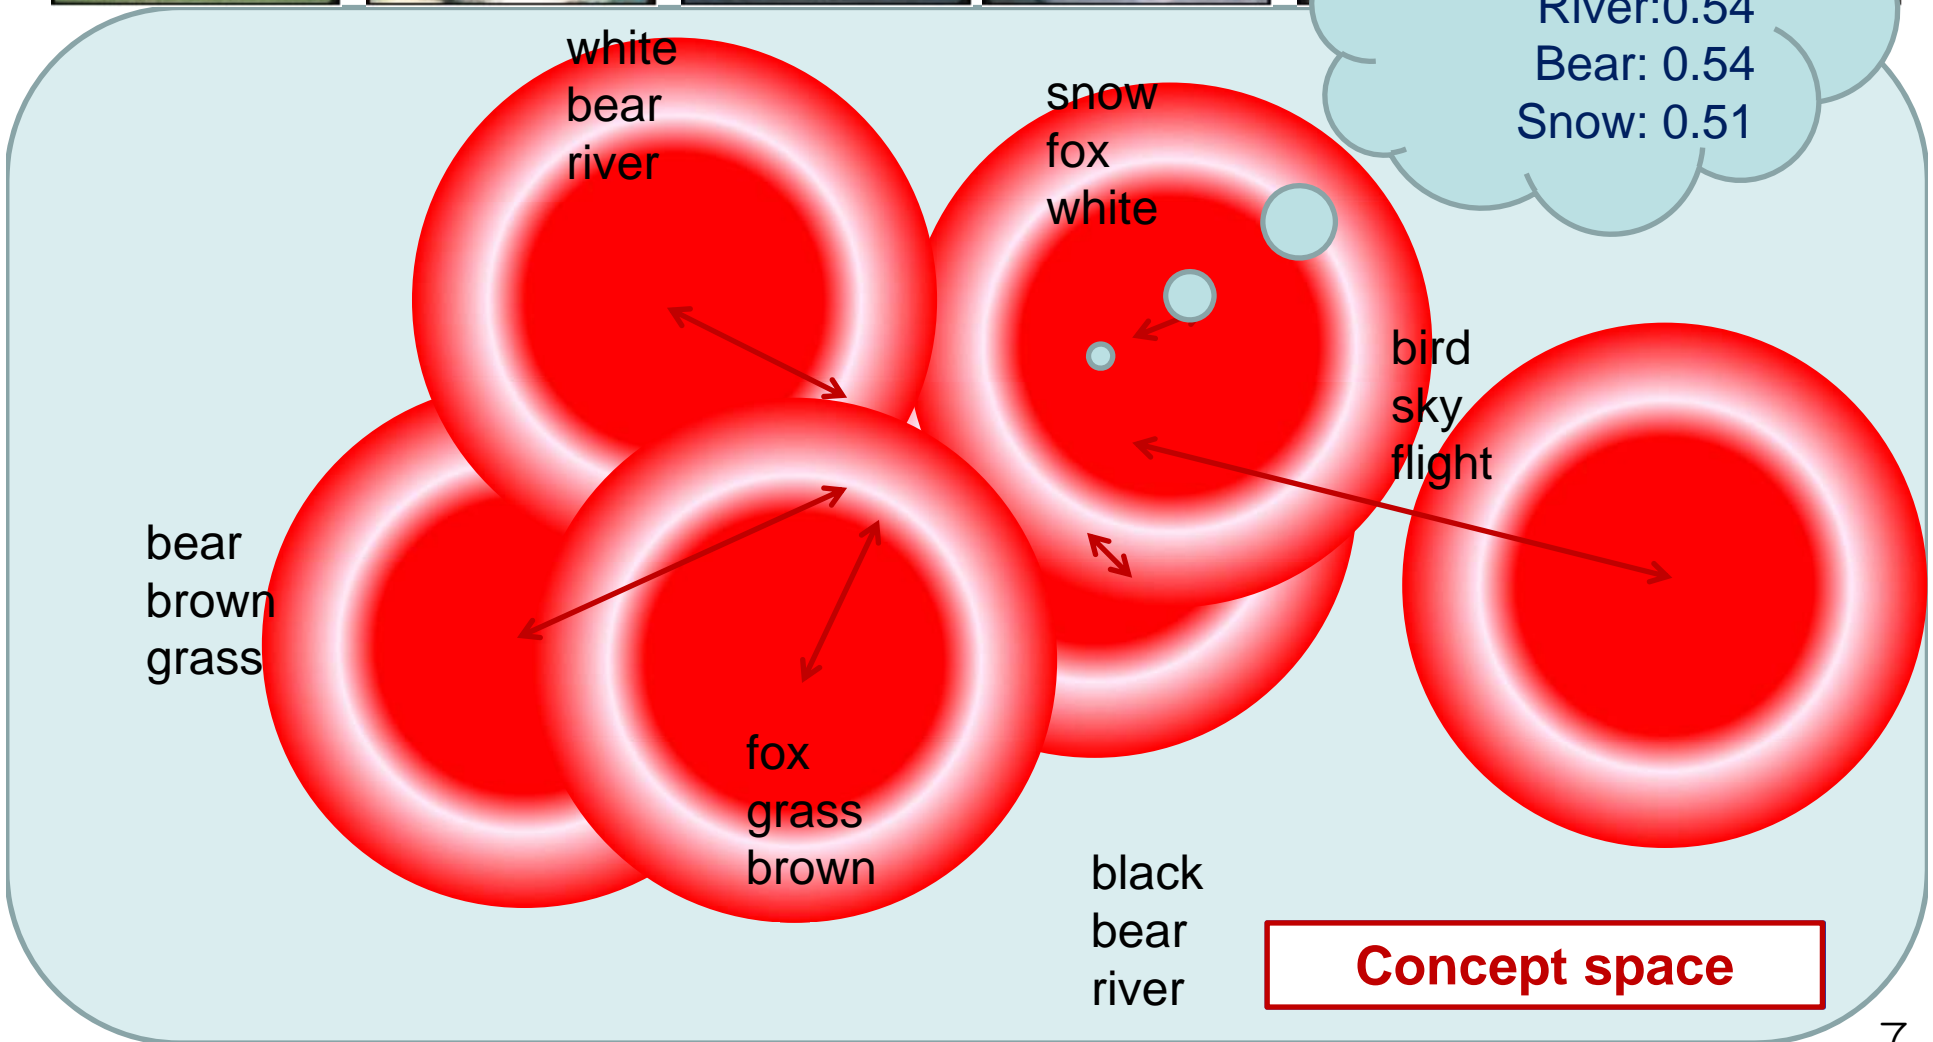 River:0.54
Bear: 0.54
Snow: 0.51
white
bear
river
snow
fox
white
bird
sky
flight
bear
brown
grass
fox
grass
brown
black
bear
river
Concept space
7